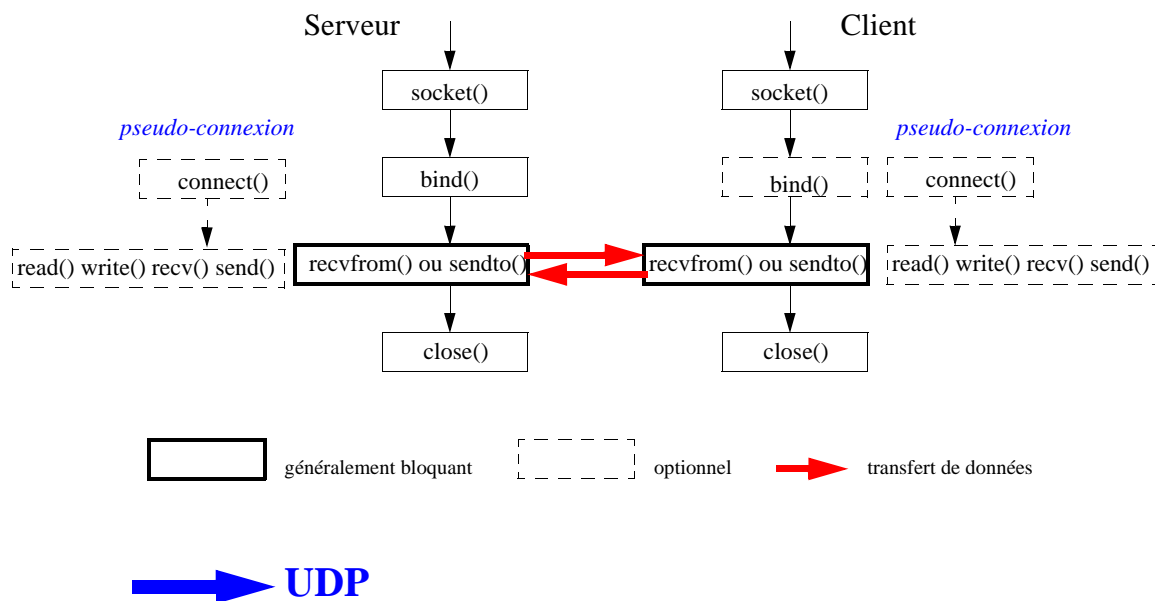 Serveur
Client
socket()
socket()
pseudo-connexion
pseudo-connexion
connect()
bind()
bind()
connect()
read() write() recv() send()
recvfrom() ou sendto()
recvfrom() ou sendto()
read() write() recv() send()
close()
close()
généralement bloquant
optionnel
transfert de données
UDP